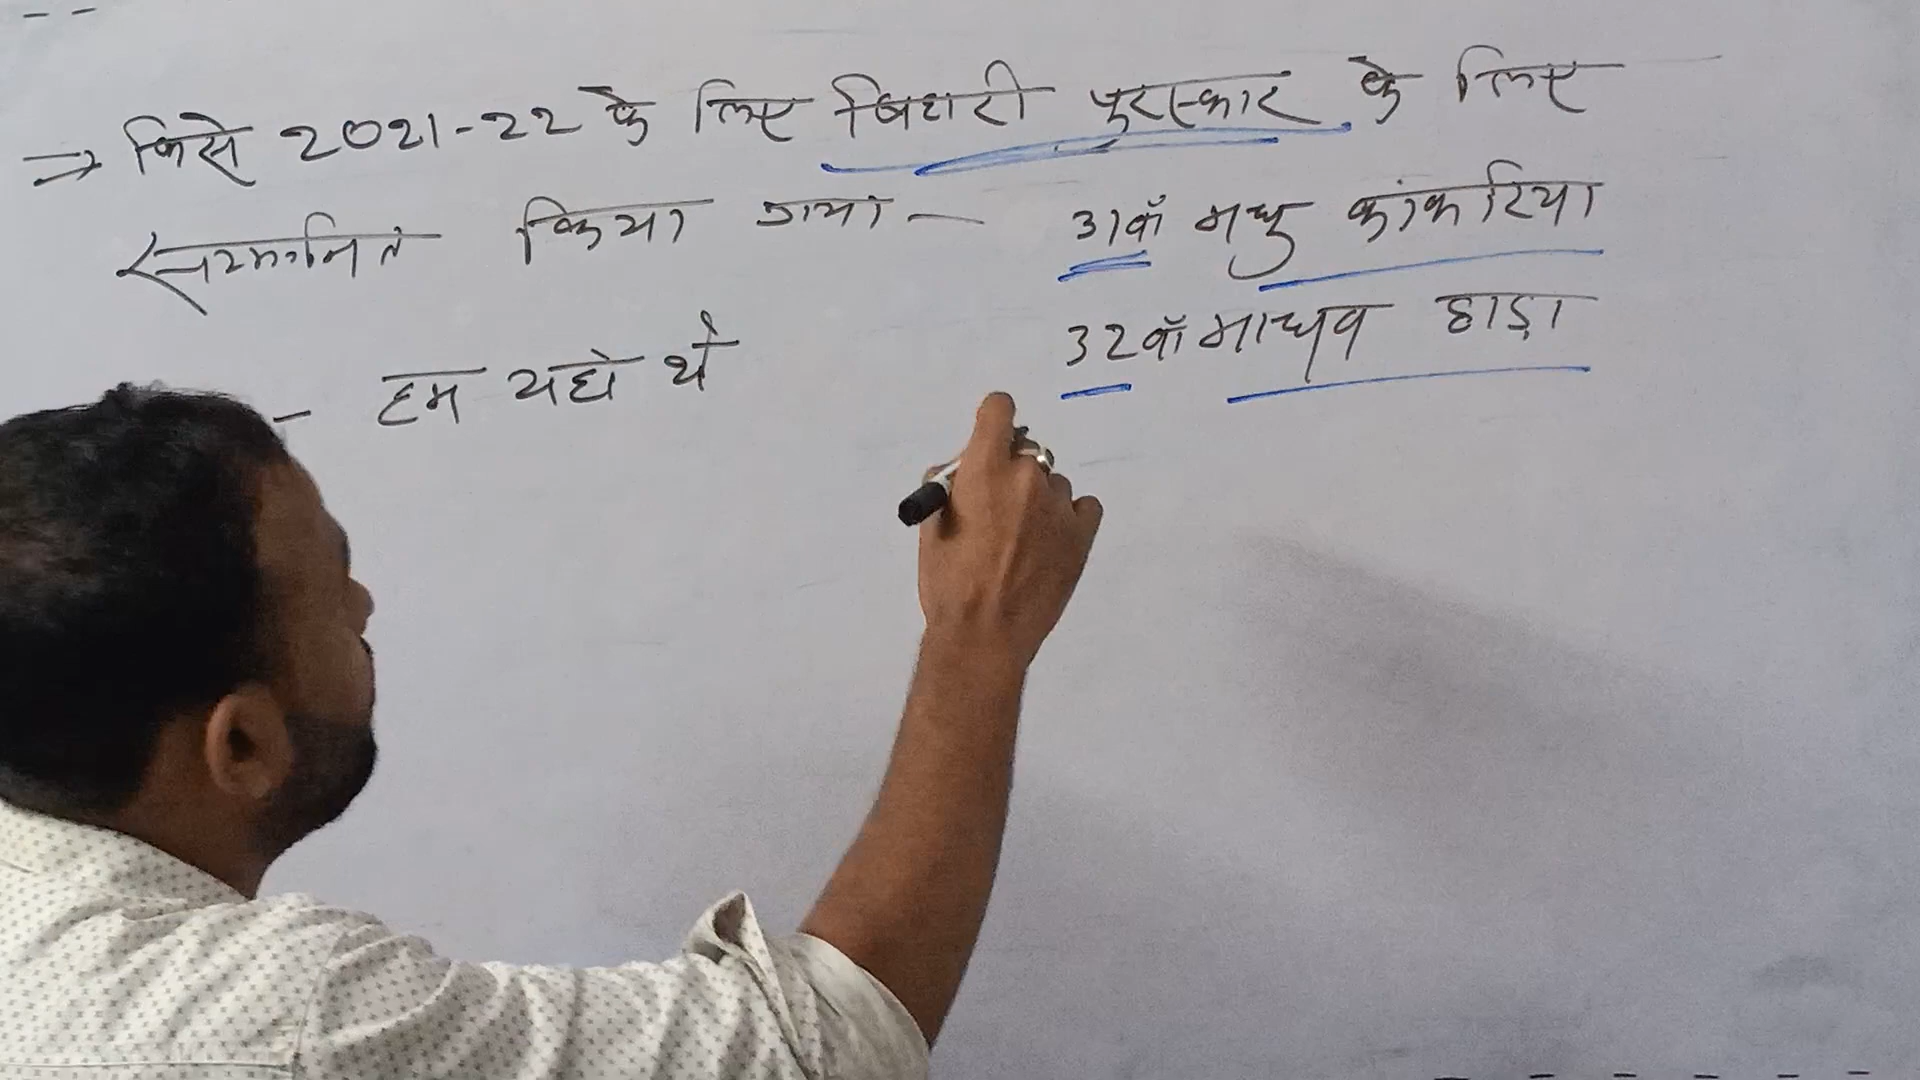 ⇒ किसे 2021-22 के लिए बिहारी पुरस्कार के लिए
सम्मानित किया गया — 31वाँ मधु कांकरिया
32वाँ माधव हाड़ा
- हम यहाँ थे